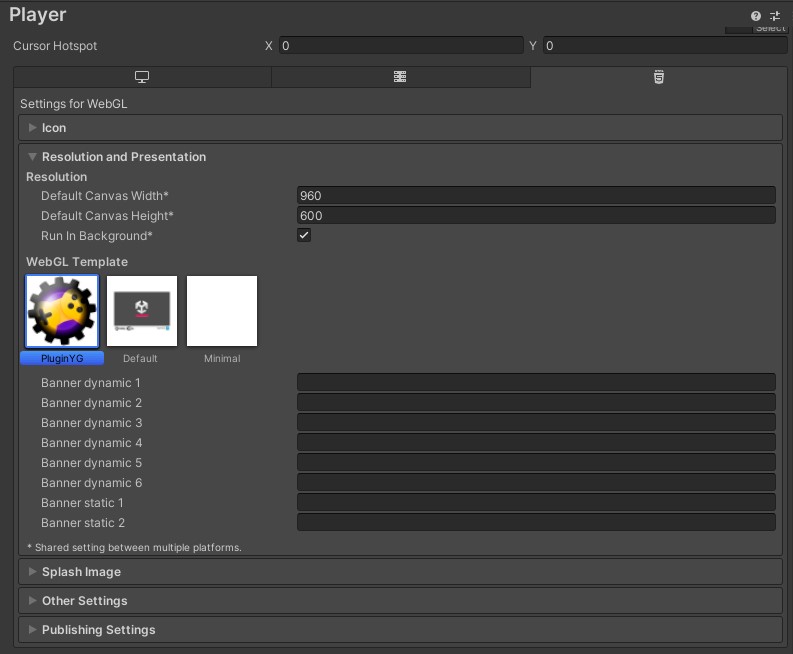 Player
Select
Cursor Hotspot X 0 Y 0
Settings for WebGL
Icon
Resolution and Presentation
Resolution
Default Canvas Width* 960
Default Canvas Height* 600
Run In Background*
WebGL Template
PluginYG Default Minimal
Banner dynamic 1
Banner dynamic 2
Banner dynamic 3
Banner dynamic 4
Banner dynamic 5
Banner dynamic 6
Banner static 1
Banner static 2
* Shared setting between multiple platforms.
Splash Image
Other Settings
Publishing Settings